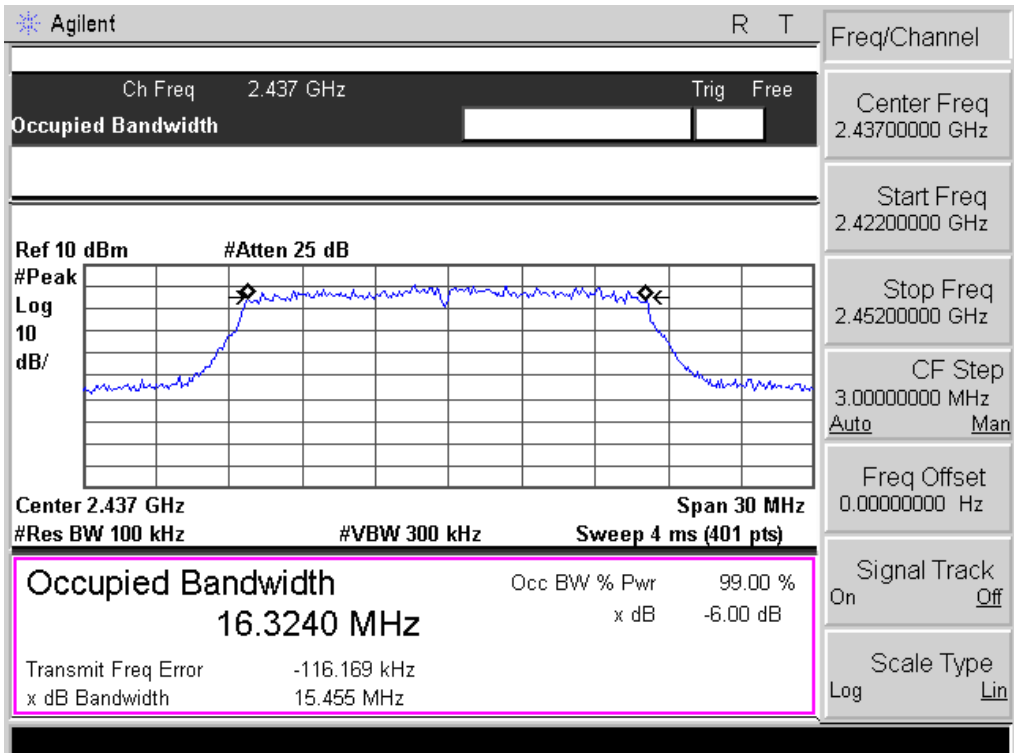 Agilent R T
Ch Freq 2.437 GHz Trig Free
Occupied Bandwidth
Ref 10 dBm #Atten 25 dB
#Peak
Log
10
dB/
Center 2.437 GHz Span 30 MHz
#Res BW 100 kHz #VBW 300 kHz Sweep 4 ms (401 pts)
Occupied Bandwidth
16.3240 MHz
Occ BW % Pwr 99.00 %
x dB -6.00 dB
Transmit Freq Error -116.169 kHz
x dB Bandwidth 15.455 MHz
Freq/Channel
Center Freq
2.43700000 GHz
Start Freq
2.42200000 GHz
Stop Freq
2.45200000 GHz
CF Step
3.00000000 MHz
Auto Man
Freq Offset
0.00000000 Hz
Signal Track
On Off
Scale Type
Log Lin